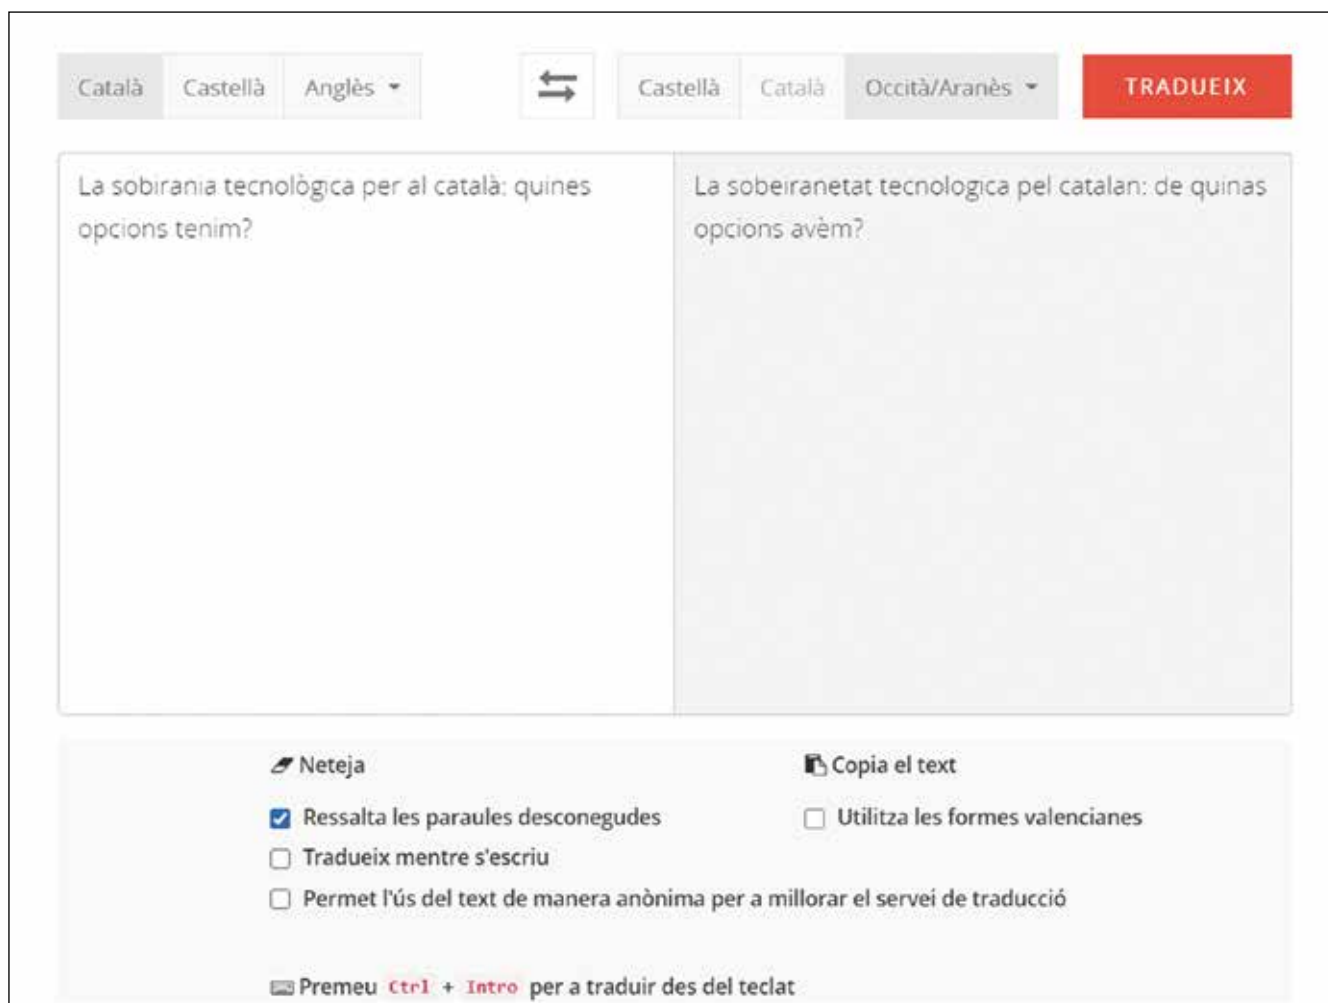 Català Castellà Anglès Castellà Català Occità/Aranès TRADUEIX
La sobirania tecnològica per al català: quines
opcions tenim?
La sobeiranetat tecnologica pel catalan: de quinas
opcions avèm?
Neteja
Copia el text
Ressalta les paraules desconegudes
Utilitza les formes valencianes
Tradueix mentre s'escriu
Permet l'ús del text de manera anònima per a millorar el servei de traducció
Premeu Ctrl + Intro per a traduir des del teclat